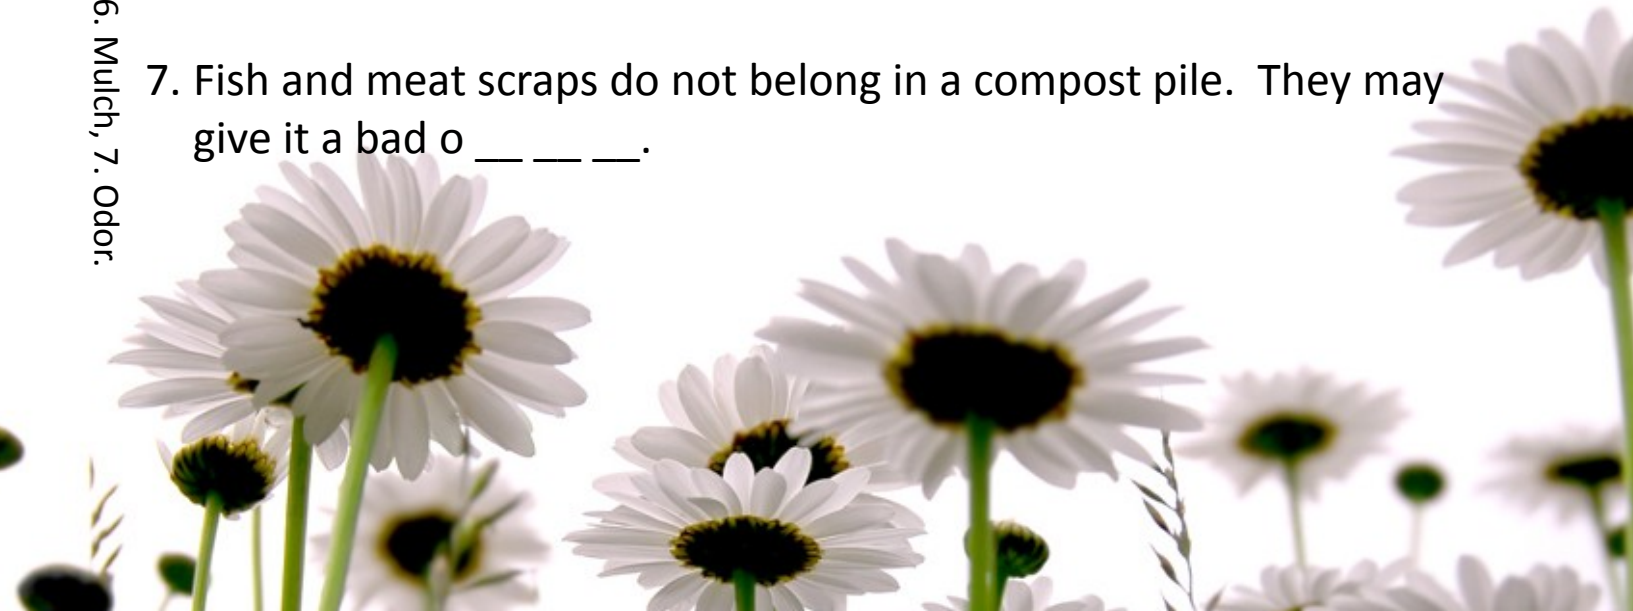 7. Fish and meat scraps do not belong in a compost pile.  They may
give it a bad o __ __ __.
6. Mulch, 7. Odor.